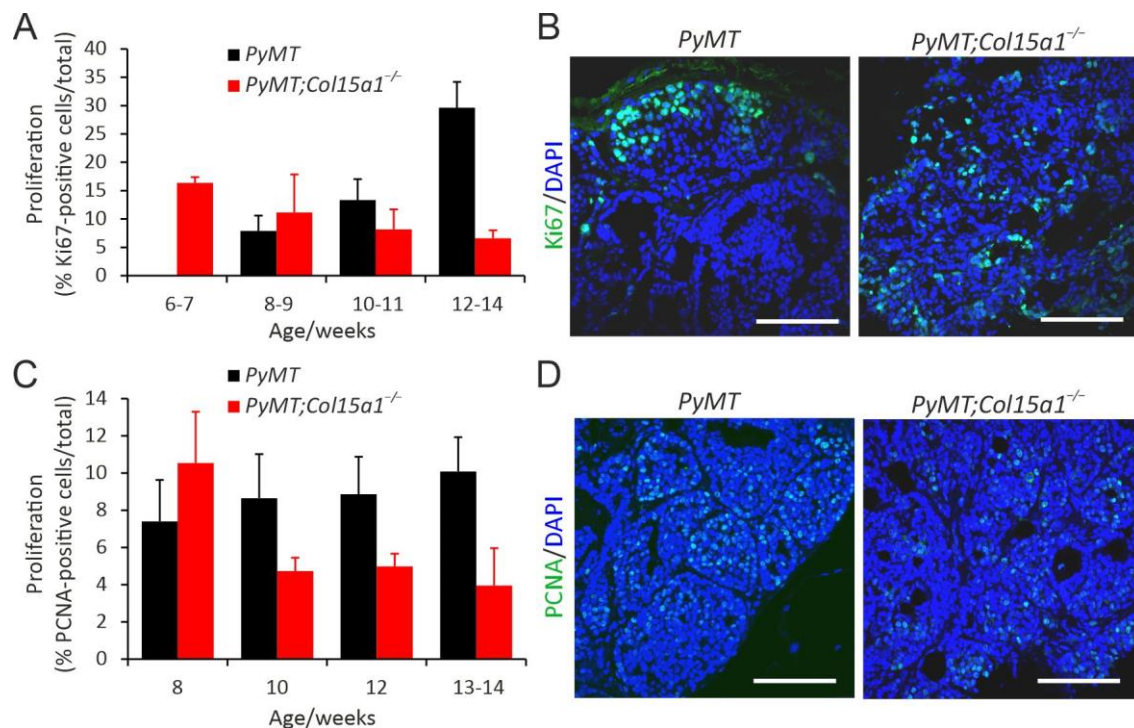 A
Proliferation
(% Ki67-positive cells/total)
40
35
30
25
20
15
10
5
0
PyMT
PyMT;Col15a1⁻/⁻
6-7 8-9 10-11 12-14
Age/weeks
B
PyMT PyMT;Col15a1⁻/⁻
Ki67/DAPI
C
Proliferation
(% PCNA-positive cells/total)
14
12
10
8
6
4
2
0
PyMT
PyMT;Col15a1⁻/⁻
8 10 12 13-14
Age/weeks
D
PyMT PyMT;Col15a1⁻/⁻
PCNA/DAPI